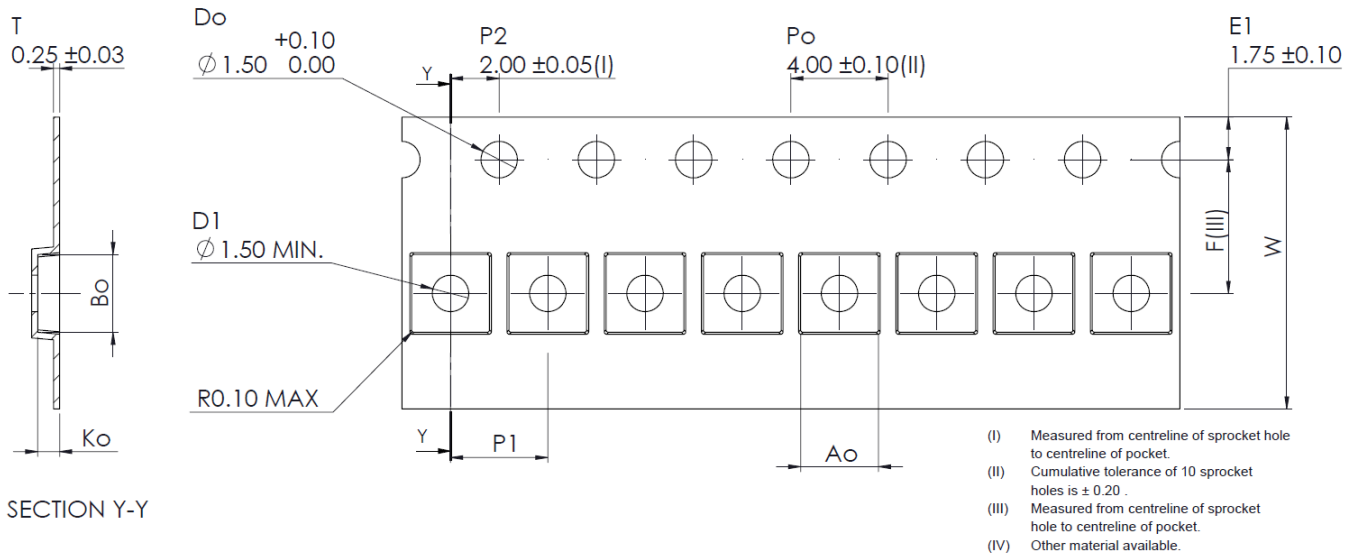 T
0.25 ±0.03
Do
+0.10
∅ 1.50 0.00
P2
2.00 ±0.05(I)
Po
4.00 ±0.10(II)
E1
1.75 ±0.10
Y
D1
∅ 1.50 MIN.
F(III)
W
Bo
R0.10 MAX
Ko
Y
P1
Ao
SECTION Y-Y
(I) Measured from centreline of sprocket hole
to centreline of pocket.
(II) Cumulative tolerance of 10 sprocket
holes is ± 0.20 .
(III) Measured from centreline of sprocket
hole to centreline of pocket.
(IV) Other material available.